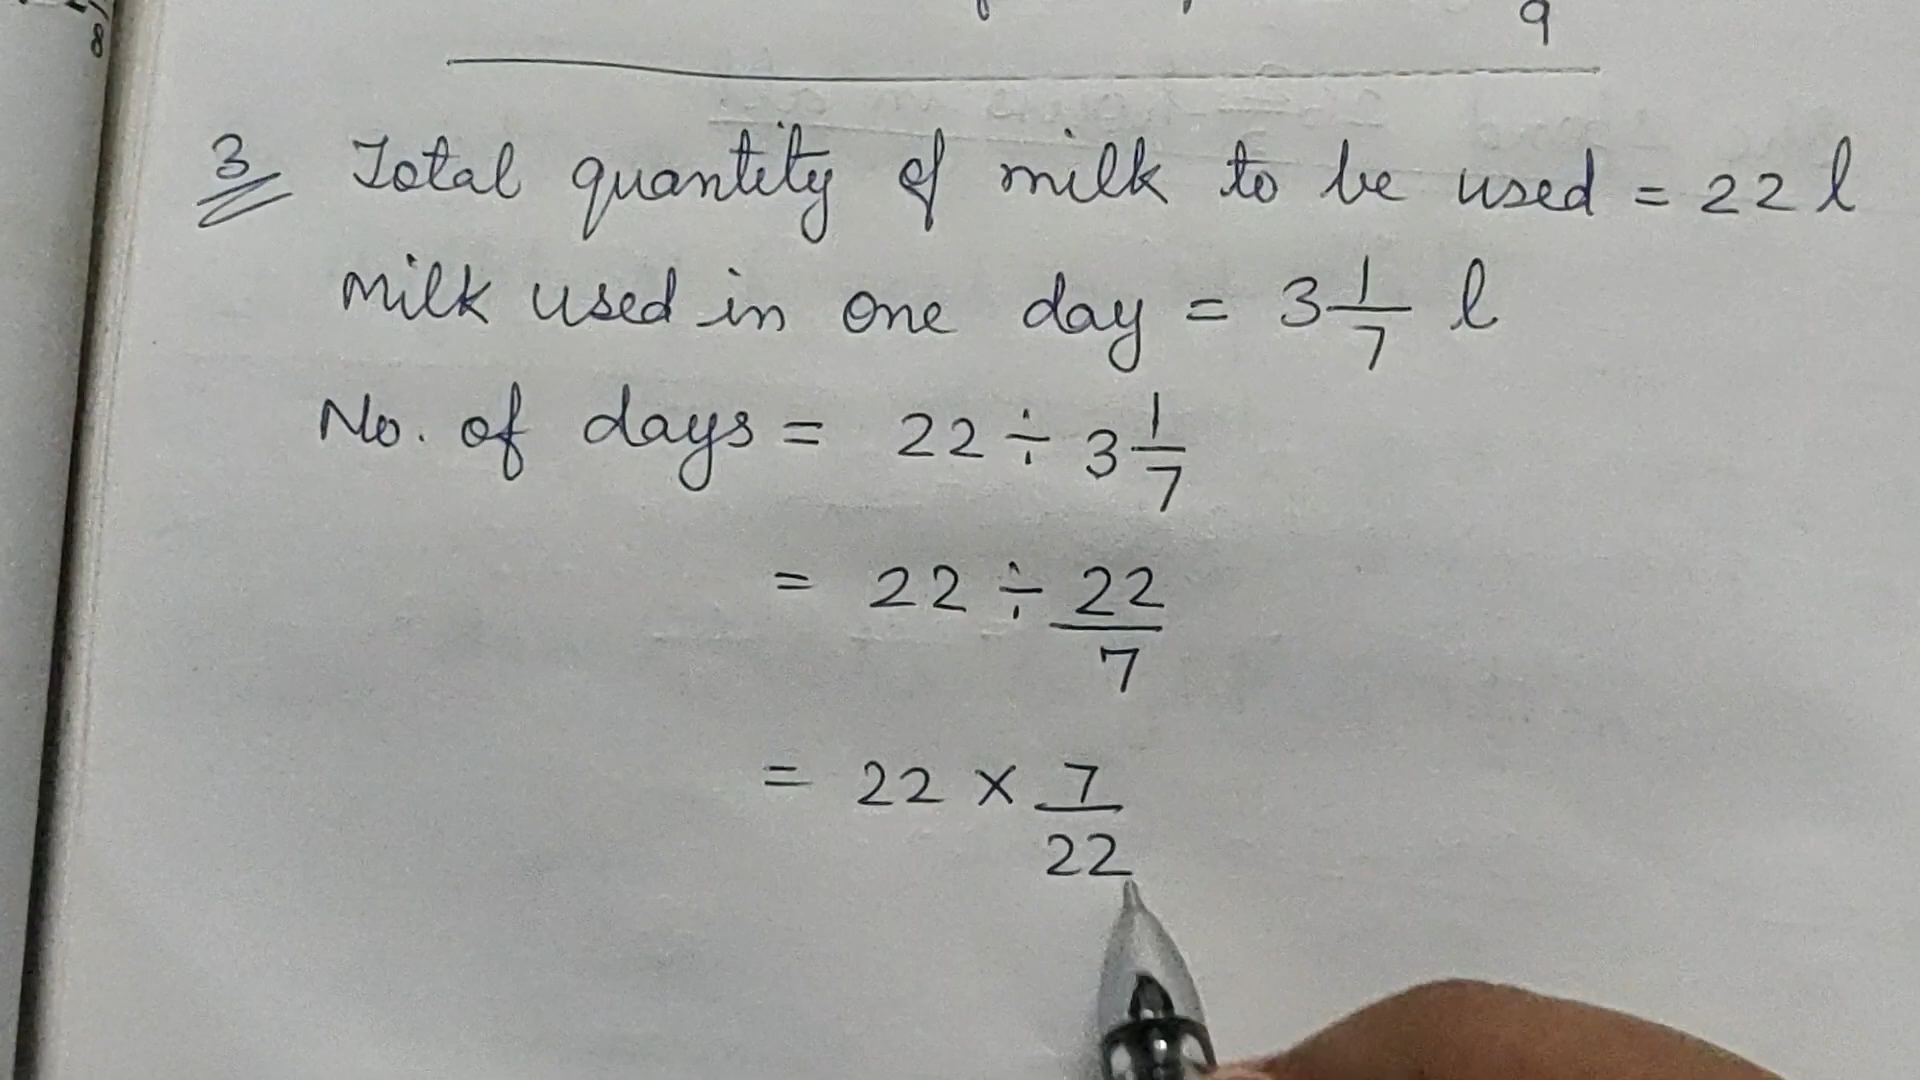 9
3 Total quantity of milk to be used = 22 l
milk used in one day = 3 1/7 l
No. of days = 22 ÷ 3 1/7
= 22 ÷ 22/7
= 22 × 7/22